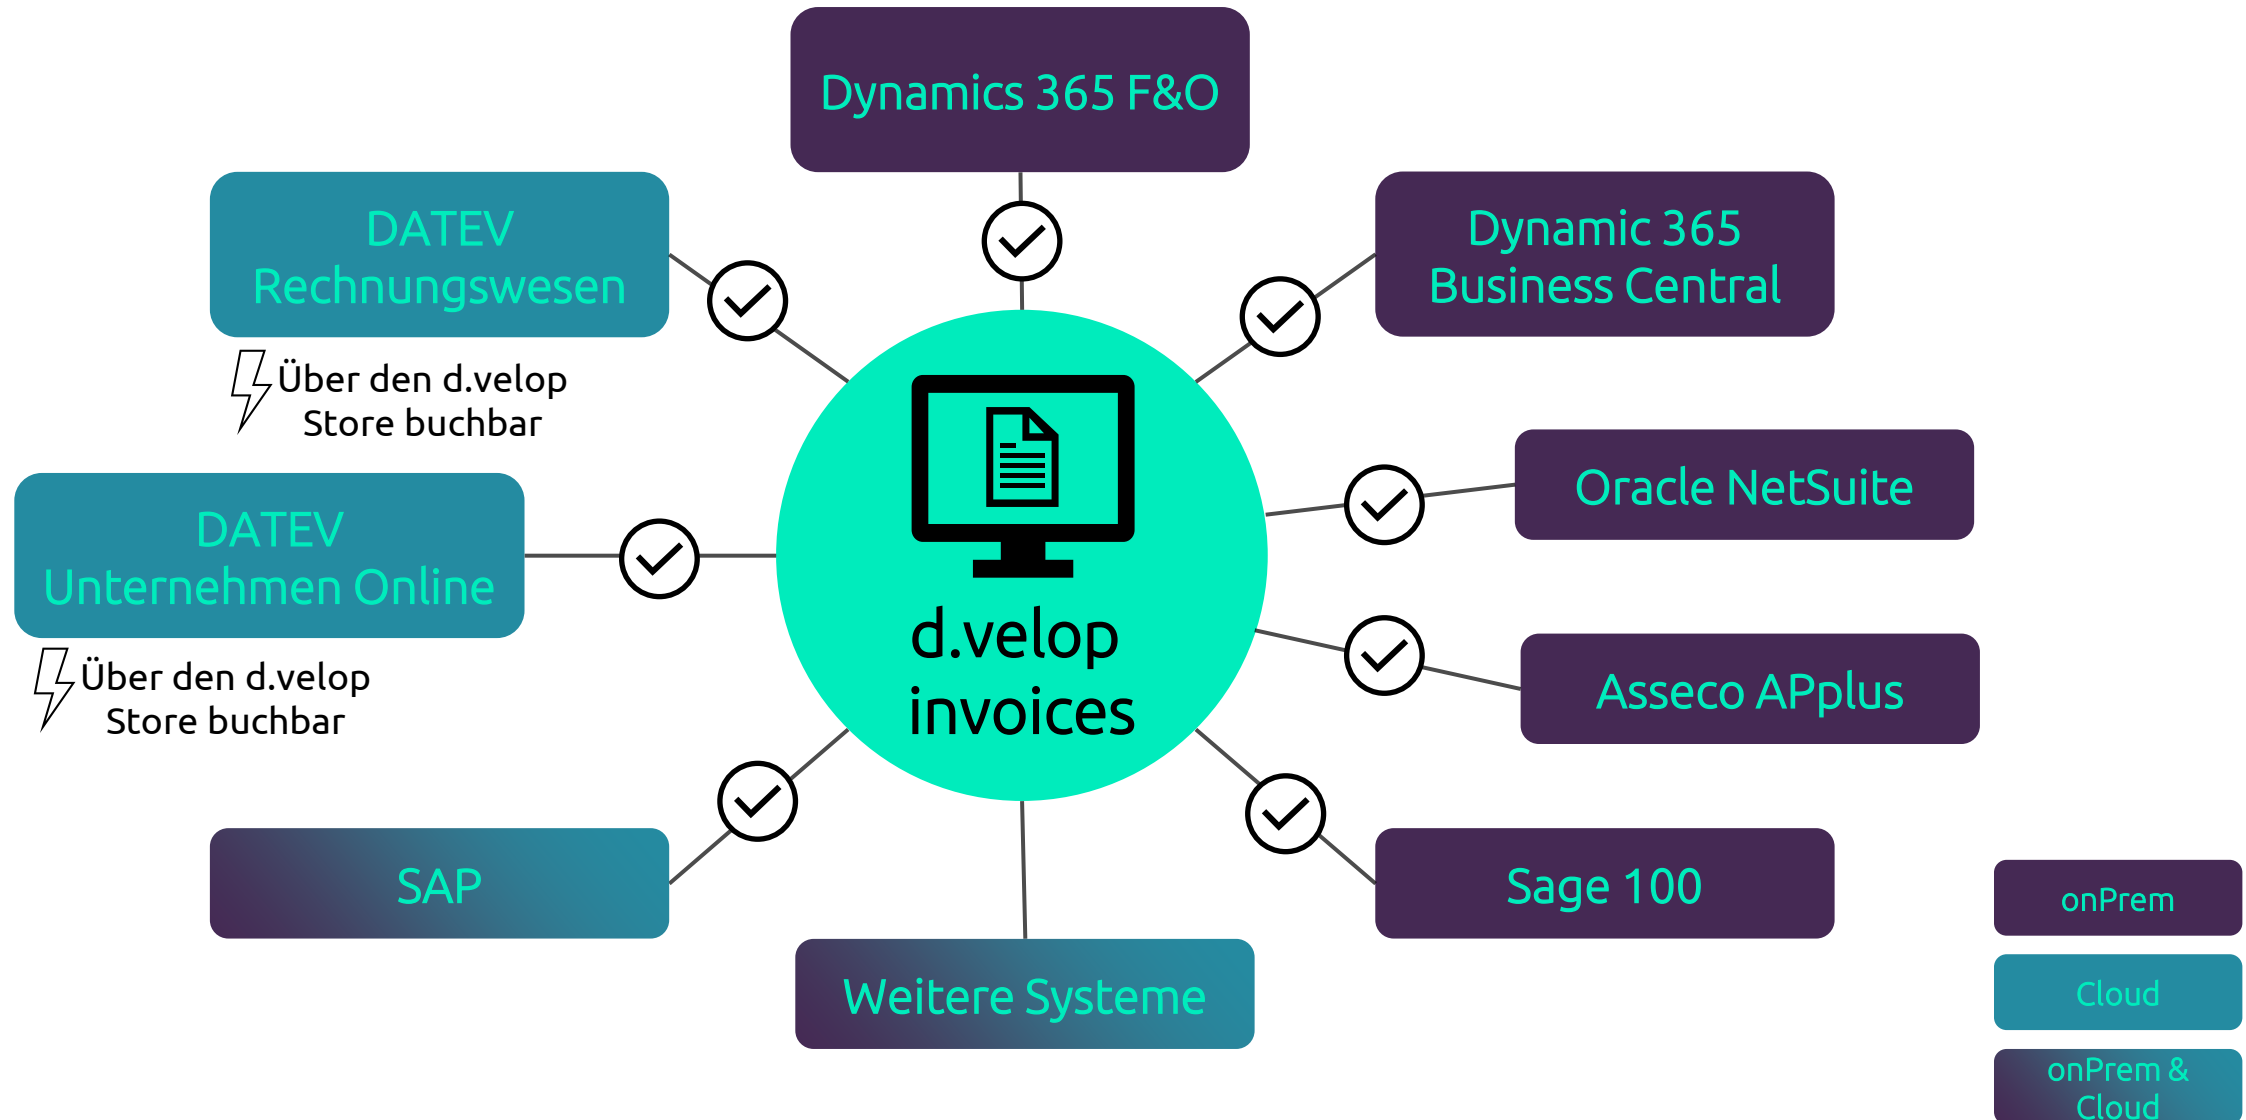 Dynamics 365 F&O
DATEV
Rechnungswesen
Dynamic 365
Business Central
Über den d.velop
Store buchbar
Oracle NetSuite
DATEV
Unternehmen Online
d.velop
invoices
Über den d.velop
Store buchbar
Asseco APplus
SAP
Sage 100
Weitere Systeme
onPrem
Cloud
onPrem &
Cloud